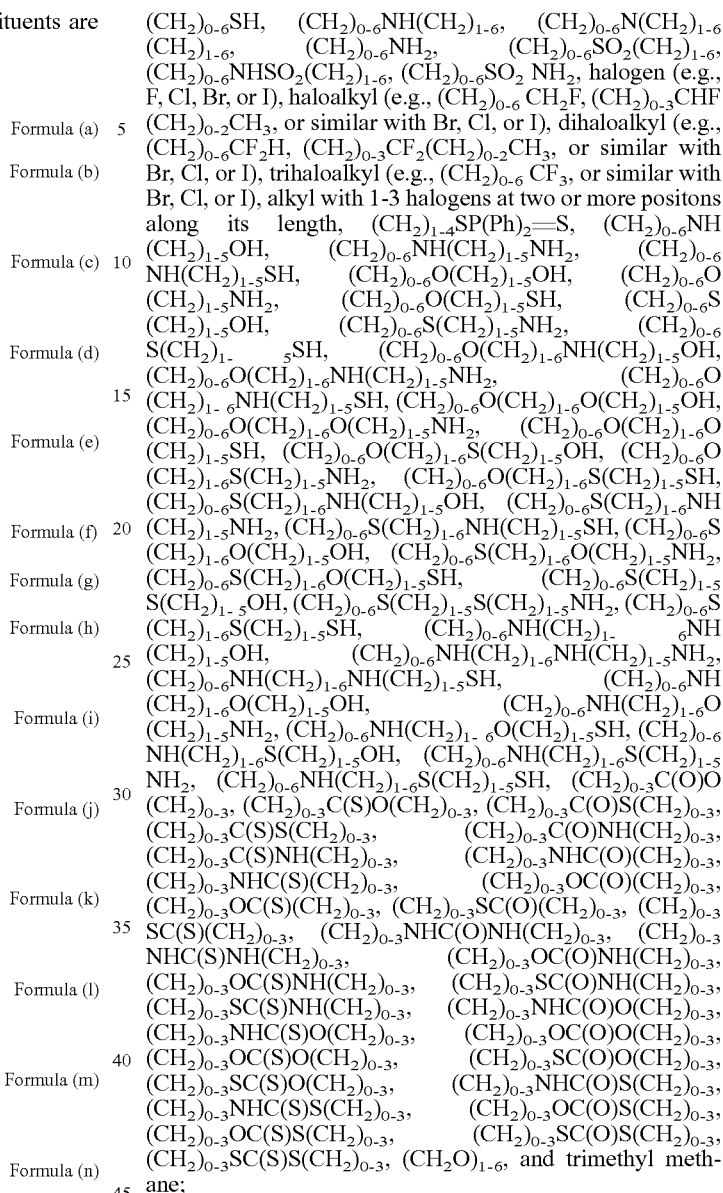 ituents are
Formula (a)
Formula (b)
Formula (c)
Formula (d)
Formula (e)
Formula (f)
Formula (g)
Formula (h)
Formula (i)
Formula (j)
Formula (k)
Formula (l)
Formula (m)
Formula (n)
5
10
15
20
25
30
35
40
45
(CH2)0-6SH, (CH2)0-6NH(CH2)1-6, (CH2)0-6N(CH2)1-6
(CH2)1-6, (CH2)0-6NH2, (CH2)0-6SO2(CH2)1-6,
(CH2)0-6NHSO2(CH2)1-6, (CH2)0-6SO2 NH2, halogen (e.g.,
F, Cl, Br, or I), haloalkyl (e.g., (CH2)0-6 CH2F, (CH2)0-3CHF
(CH2)0-2CH3, or similar with Br, Cl, or I), dihaloalkyl (e.g.,
(CH2)0-6CF2H, (CH2)0-3CF2(CH2)0-2CH3, or similar with
Br, Cl, or I), trihaloalkyl (e.g., (CH2)0-6 CF3, or similar with
Br, Cl, or I), alkyl with 1-3 halogens at two or more positons
along its length, (CH2)1-4SP(Ph)2=S, (CH2)0-6NH
(CH2)1-5OH, (CH2)0-6NH(CH2)1-5NH2, (CH2)0-6
NH(CH2)1-5SH, (CH2)0-6O(CH2)1-5OH, (CH2)0-6O
(CH2)1-5NH2, (CH2)0-6O(CH2)1-5SH, (CH2)0-6S
(CH2)1-5OH, (CH2)0-6S(CH2)1-5NH2, (CH2)0-6
S(CH2)1- 5SH, (CH2)0-6O(CH2)1-6NH(CH2)1-5OH,
(CH2)0-6O(CH2)1-6NH(CH2)1-5NH2, (CH2)0-6O
(CH2)1- 6NH(CH2)1-5SH, (CH2)0-6O(CH2)1-6O(CH2)1-5OH,
(CH2)0-6O(CH2)1-6O(CH2)1-5NH2, (CH2)0-6O(CH2)1-6O
(CH2)1-5SH, (CH2)0-6O(CH2)1-6S(CH2)1-5OH, (CH2)0-6O
(CH2)1-6S(CH2)1-5NH2, (CH2)0-6O(CH2)1-6S(CH2)1-5SH,
(CH2)0-6S(CH2)1-6NH(CH2)1-5OH, (CH2)0-6S(CH2)1-6NH
(CH2)1-5NH2, (CH2)0-6S(CH2)1-6NH(CH2)1-5SH, (CH2)0-6S
(CH2)1-6O(CH2)1-5OH, (CH2)0-6S(CH2)1-6O(CH2)1-5NH2,
(CH2)0-6S(CH2)1-6O(CH2)1-5SH, (CH2)0-6S(CH2)1-5
S(CH2)1- 5OH, (CH2)0-6S(CH2)1-5S(CH2)1-5NH2, (CH2)0-6S
(CH2)1-6S(CH2)1-5SH, (CH2)0-6NH(CH2)1- 6NH
(CH2)1-5OH, (CH2)0-6NH(CH2)1-6NH(CH2)1-5NH2,
(CH2)0-6NH(CH2)1-6NH(CH2)1-5SH, (CH2)0-6NH
(CH2)1-6O(CH2)1-5OH, (CH2)0-6NH(CH2)1-6O
(CH2)1-5NH2, (CH2)0-6NH(CH2)1- 6O(CH2)1-5SH, (CH2)0-6
NH(CH2)1-6S(CH2)1-5OH, (CH2)0-6NH(CH2)1-6S(CH2)1-5
NH2, (CH2)0-6NH(CH2)1-6S(CH2)1-5SH, (CH2)0-3C(O)O
(CH2)0-3, (CH2)0-3C(S)O(CH2)0-3, (CH2)0-3C(O)S(CH2)0-3,
(CH2)0-3C(S)S(CH2)0-3, (CH2)0-3C(O)NH(CH2)0-3,
(CH2)0-3C(S)NH(CH2)0-3, (CH2)0-3NHC(O)(CH2)0-3,
(CH2)0-3NHC(S)(CH2)0-3, (CH2)0-3OC(O)(CH2)0-3,
(CH2)0-3OC(S)(CH2)0-3, (CH2)0-3SC(O)(CH2)0-3, (CH2)0-3
SC(S)(CH2)0-3, (CH2)0-3NHC(O)NH(CH2)0-3, (CH2)0-3
NHC(S)NH(CH2)0-3, (CH2)0-3OC(O)NH(CH2)0-3,
(CH2)0-3OC(S)NH(CH2)0-3, (CH2)0-3SC(O)NH(CH2)0-3,
(CH2)0-3SC(S)NH(CH2)0-3, (CH2)0-3NHC(O)O(CH2)0-3,
(CH2)0-3NHC(S)O(CH2)0-3, (CH2)0-3OC(O)O(CH2)0-3,
(CH2)0-3OC(S)O(CH2)0-3, (CH2)0-3SC(O)O(CH2)0-3,
(CH2)0-3SC(S)O(CH2)0-3, (CH2)0-3NHC(O)S(CH2)0-3,
(CH2)0-3NHC(S)S(CH2)0-3, (CH2)0-3OC(O)S(CH2)0-3,
(CH2)0-3OC(S)S(CH2)0-3, (CH2)0-3SC(O)S(CH2)0-3,
(CH2)0-3SC(S)S(CH2)0-3, (CH2O)1-6, and trimethyl meth-
ane;